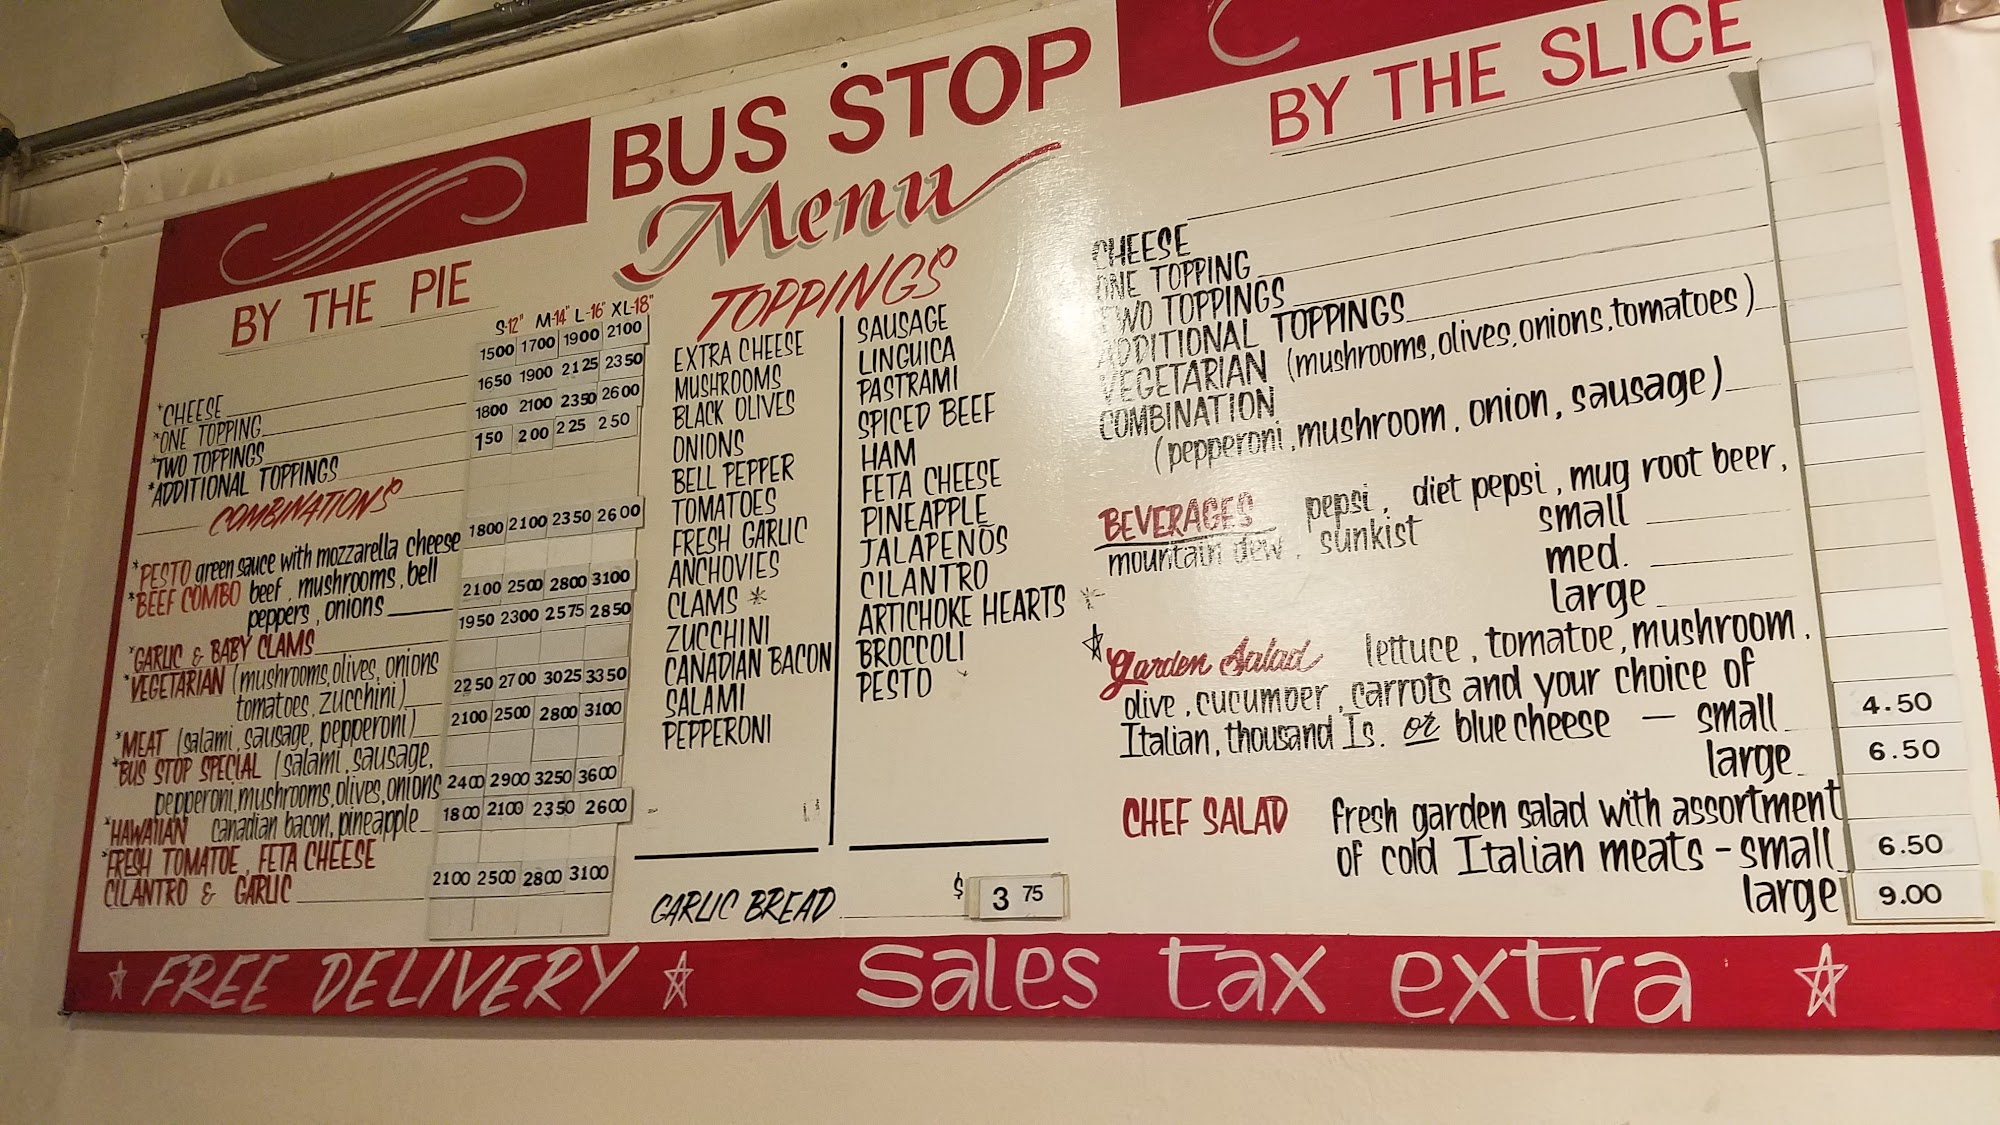 BUS STOP
Menu
BY THE PIE
S-12" M-14" L-16" XL-18"
*CHEESE 1500 1700 1900 2100
*ONE TOPPING 1650 1900 2125 2350
*TWO TOPPINGS 1800 2100 2350 2600
*ADDITIONAL TOPPINGS 150 200 225 250
COMBINATIONS
*PESTO green sauce with mozzarella cheese 1800 2100 2350 2600
*BEEF COMBO beef, mushrooms, bell
peppers, onions 2100 2500 2800 3100
*GARLIC & BABY CLAMS 1950 2300 2575 2850
*VEGETARIAN (mushrooms, olives, onions
tomatoes, zucchini) 2250 2700 3025 3350
*MEAT (salami, sausage, pepperoni) 2100 2500 2800 3100
*BUS STOP SPECIAL (salami, sausage,
pepperoni, mushrooms, olives, onions 2400 2900 3250 3600
*HAWAIIAN canadian bacon, pineapple 1800 2100 2350 2600
*FRESH TOMATOE, FETA CHEESE
CILANTRO & GARLIC 2100 2500 2800 3100
TOPPINGS
EXTRA CHEESE
MUSHROOMS
BLACK OLIVES
ONIONS
BELL PEPPER
TOMATOES
FRESH GARLIC
ANCHOVIES
CLAMS *
ZUCCHINI
CANADIAN BACON
SALAMI
PEPPERONI
SAUSAGE
LINGUICA
PASTRAMI
SPICED BEEF
HAM
FETA CHEESE
PINEAPPLE
JALAPEÑOS
CILANTRO
ARTICHOKE HEARTS *
BROCCOLI
PESTO
GARLIC BREAD $ 3 75
BY THE SLICE
CHEESE
ONE TOPPING
TWO TOPPINGS
ADDITIONAL TOPPINGS
VEGETARIAN (mushrooms, olives, onions, tomatoes)
COMBINATION
(pepperoni, mushroom, onion, sausage)
BEVERAGES pepsi, diet pepsi, mug root beer,
mountain dew, sunkist small
med.
large
☆ Garden Salad lettuce, tomatoe, mushroom,
olive, cucumber, carrots and your choice of
Italian, thousand Is. or blue cheese — small 4.50
large 6.50
CHEF SALAD fresh garden salad with assortment
of cold Italian meats - small 6.50
large 9.00
☆ FREE DELIVERY ☆ Sales tax extra ☆